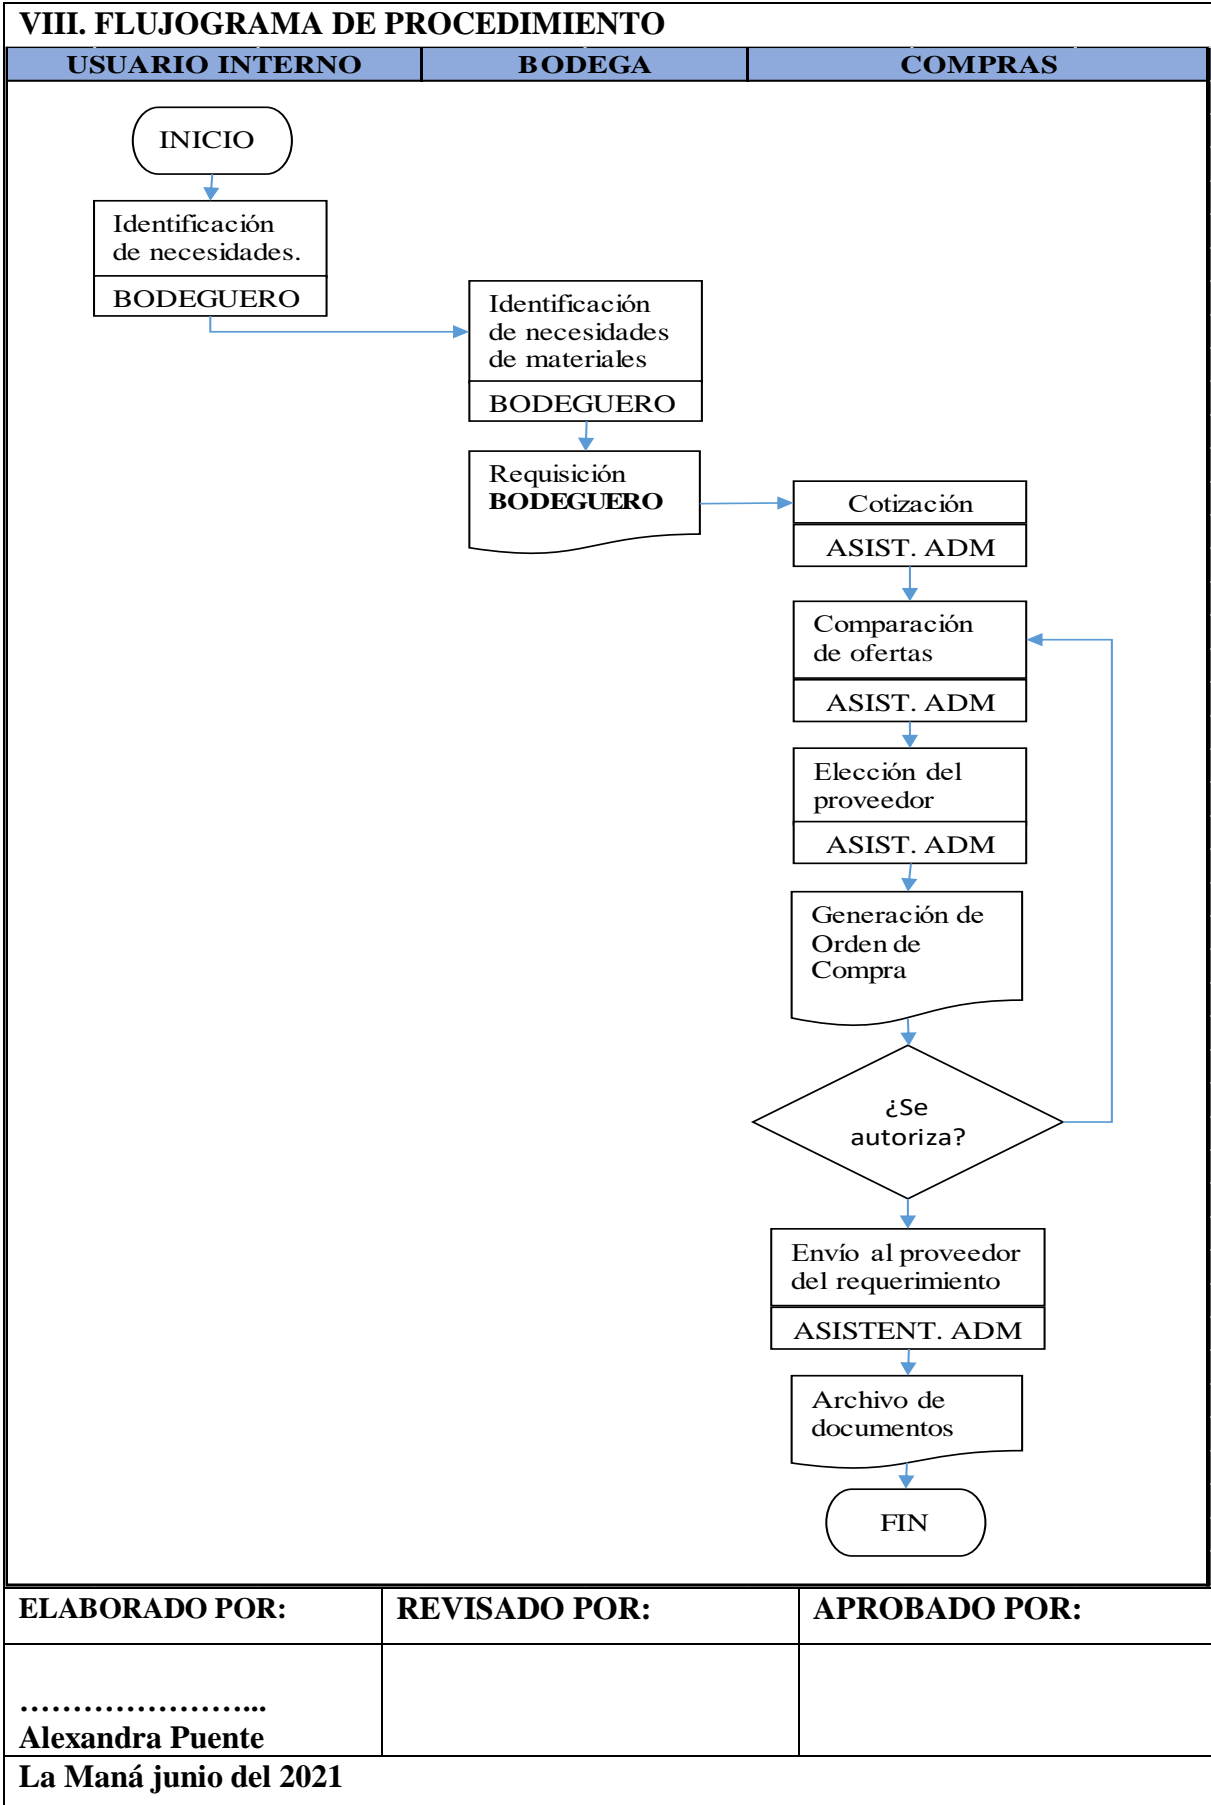 VIII. FLUJOGRAMA DE PROCEDIMIENTO
USUARIO INTERNO
BODEGA
COMPRAS
INICIO
Identificación
de necesidades.
BODEGUERO
Identificación
de necesidades
de materiales
BODEGUERO
Requisición
BODEGUERO
Cotización
ASIST. ADM
Comparación
de ofertas
ASIST. ADM
Elección del
proveedor
ASIST. ADM
Generación de
Orden de
Compra
¿Se
autoriza?
Envío al proveedor
del requerimiento
ASISTENT. ADM
Archivo de
documentos
FIN
ELABORADO POR:
REVISADO POR:
APROBADO POR:
……………………...
Alexandra Puente
La Maná junio del 2021